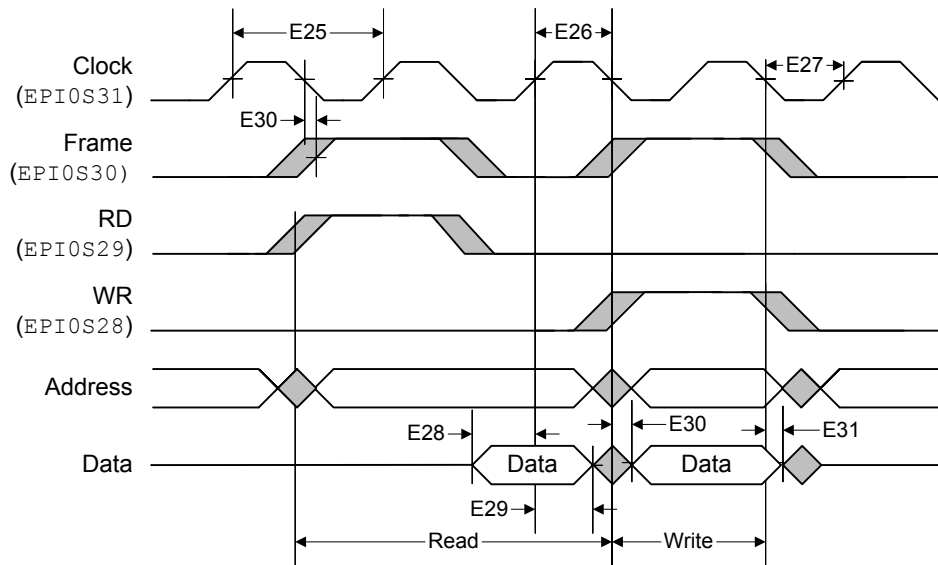 E25
E26
E27
Clock
(EPI0S31)
E30
Frame
(EPI0S30)
RD
(EPI0S29)
WR
(EPI0S28)
Address
E28
E30
E31
Data
Data
Data
E29
Read
Write